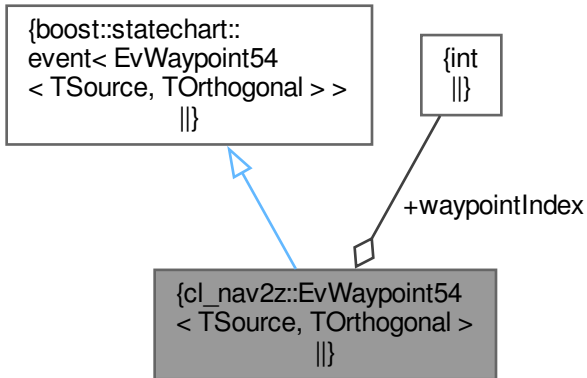 {boost::statechart::
event< EvWaypoint54
< TSource, TOrthogonal > >
||}
{int
||}
+waypointIndex
{cl_nav2z::EvWaypoint54
< TSource, TOrthogonal >
||}